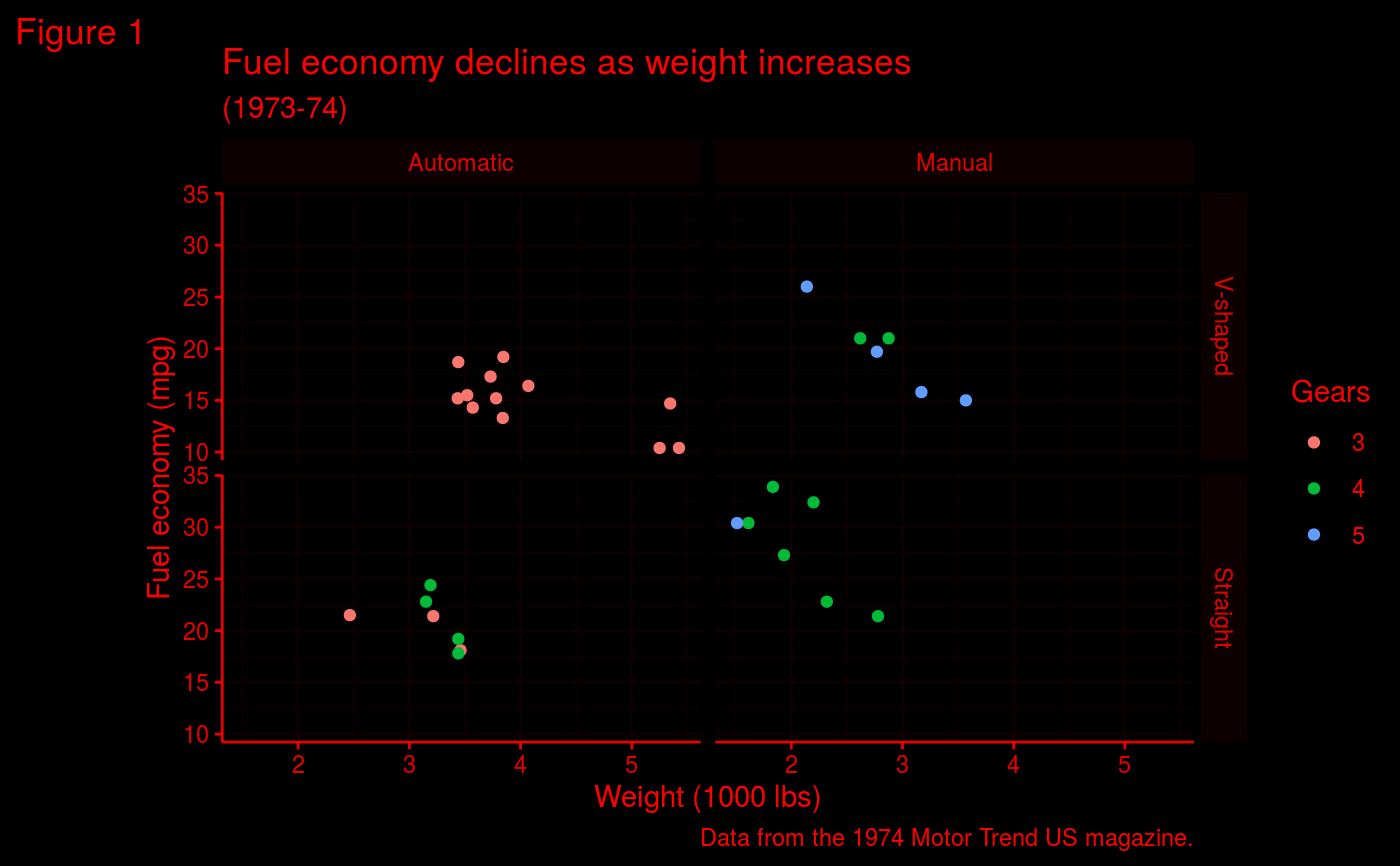 Figure 1
Fuel economy declines as weight increases
(1973-74)
Automatic
Manual
35
30
25
20
15
10
V-shaped
Fuel economy (mpg)
35
30
25
20
15
10
Straight
2 3 4 5
2 3 4 5
Weight (1000 lbs)
Data from the 1974 Motor Trend US magazine.
Gears
3
4
5